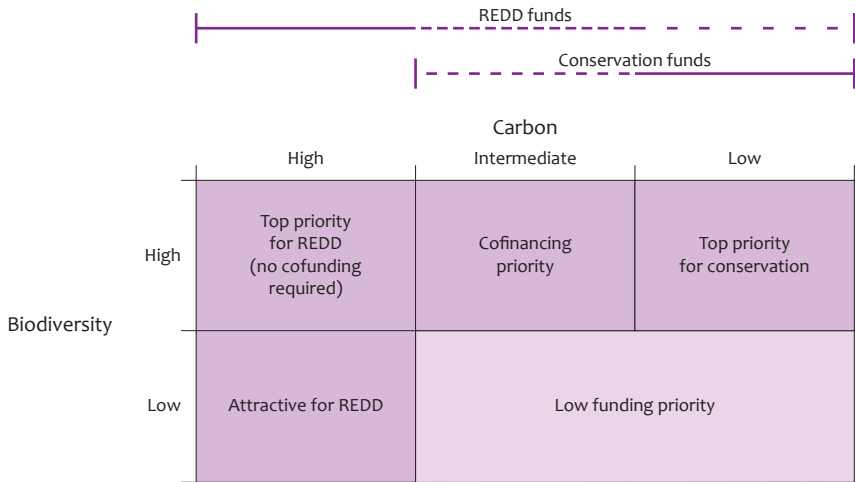 REDD funds
Conservation funds
Carbon
High
Intermediate
Low
Top priority
for REDD
(no cofunding
required)
Cofinancing
priority
Top priority
for conservation
High
Biodiversity
Low
Attractive for REDD
Low funding priority